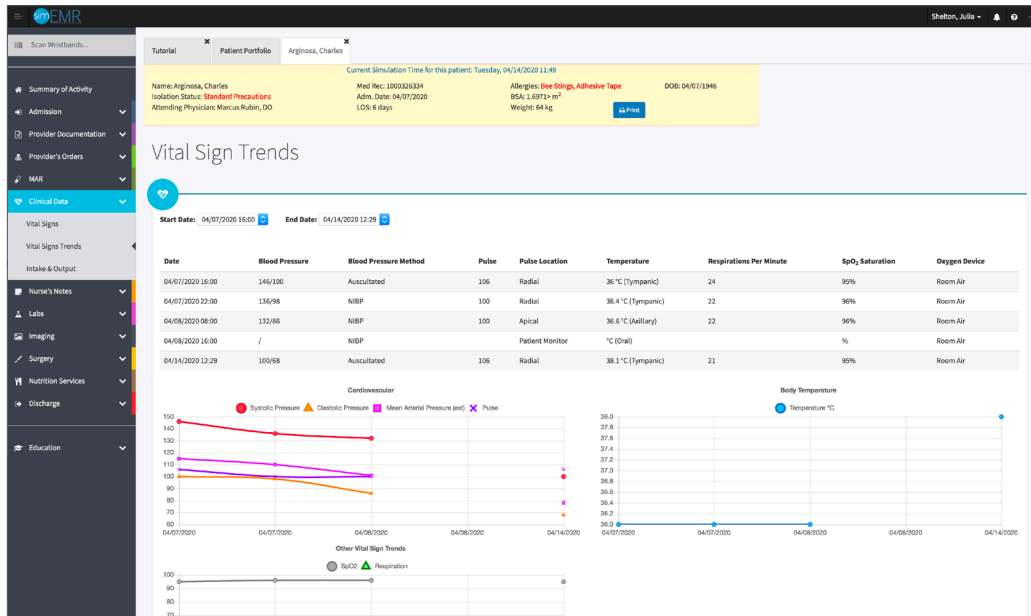 simEMR
Shelton, Julia
Scan Wristbands...
Tutorial
Patient Portfolio
Arginosa, Charles
Current Simulation Time for this patient: Tuesday, 04/14/2020 11:49
Name: Arginosa, Charles Med Rec: 1000326334 Allergies: Bee Stings, Adhesive Tape DOB: 04/07/1946
Isolation Status: Standard Precautions Adm. Date: 04/07/2020 BSA: 1.6971> m²
Attending Physician: Marcus Rubin, DO LOS: 6 days Weight: 64 kg
Print
Summary of Activity
Admission
Provider Documentation
Provider's Orders
MAR
Clinical Data
Vital Signs
Vital Signs Trends
Intake & Output
Nurse's Notes
Labs
Imaging
Surgery
Nutrition Services
Discharge
Education
Vital Sign Trends
Start Date: 04/07/2020 16:00 End Date: 04/14/2020 12:29
Date Blood Pressure Blood Pressure Method Pulse Pulse Location Temperature Respirations Per Minute SpO₂ Saturation Oxygen Device
04/07/2020 16:00 146/100 Auscultated 106 Radial 36 °C (Tympanic) 24 95% Room Air
04/07/2020 22:00 136/98 NIBP 100 Radial 36.4 °C (Tympanic) 22 96% Room Air
04/08/2020 08:00 132/86 NIBP 100 Apical 36.6 °C (Axillary) 22 96% Room Air
04/08/2020 16:00 / NIBP Patient Monitor °C (Oral) % Room Air
04/14/2020 12:29 100/68 Auscultated 106 Radial 38.1 °C (Tympanic) 21 95% Room Air
Cardiovascular
Systolic Pressure Diastolic Pressure Mean Arterial Pressure (est) Pulse
150
140
130
120
110
100
90
80
70
60
04/07/2020 04/07/2020 04/08/2020 04/08/2020 04/14/2020
Body Temperature
Temperature °C
38.0
37.8
37.6
37.4
37.2
37.0
36.8
36.6
36.4
36.2
36.0
04/07/2020 04/07/2020 04/08/2020 04/08/2020 04/14/2020
Other Vital Sign Trends
SpO2 Respiration
100
90
80
70